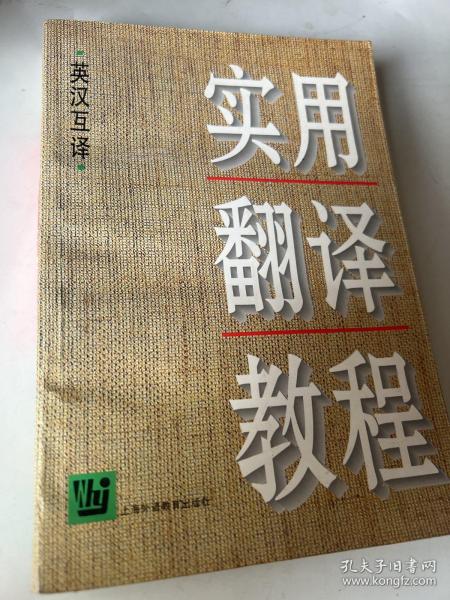 ·英汉互译·
实用
翻译
教程
Wy
上海外语教育出版社
孔夫子旧书网
www.kongfz.com